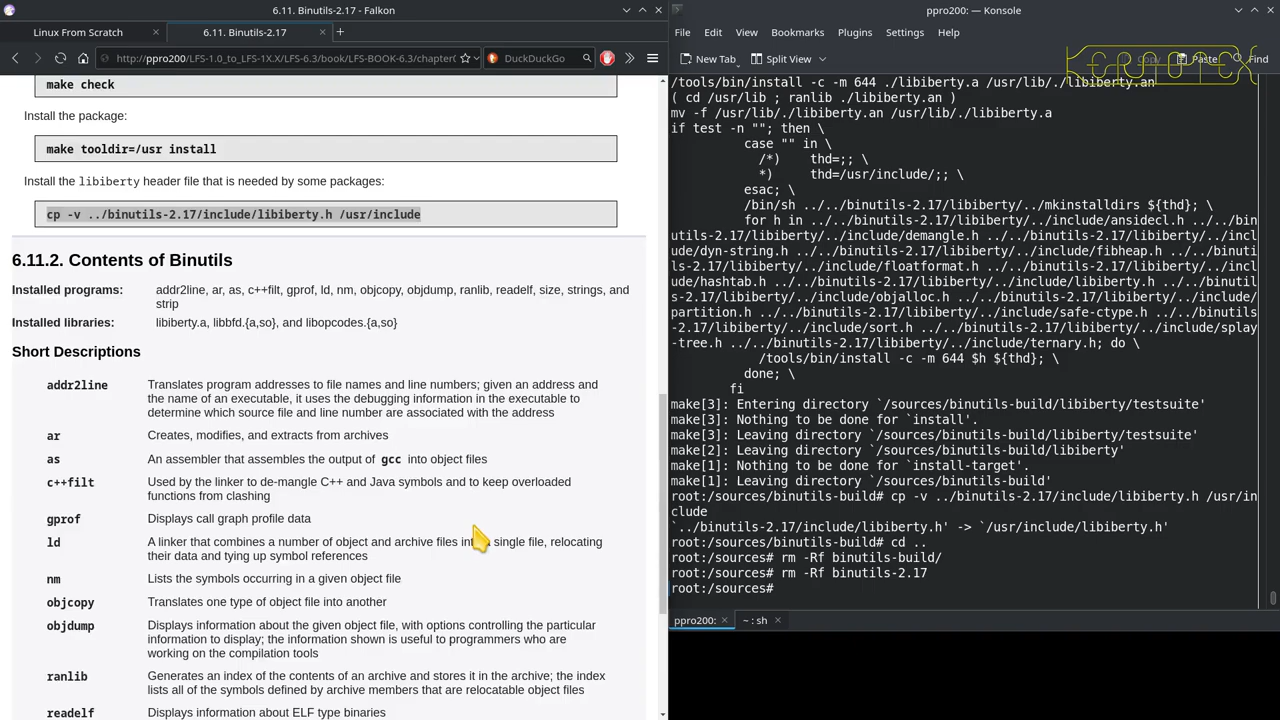 6.11. Binutils-2.17 - Falkon
Linux From Scratch
6.11. Binutils-2.17
http://ppro200/LFS-1.0_to_LFS-1X.X/LFS-6.3/book/LFS-BOOK-6.3/chapter0
DuckDuckGo
make check
Install the package:
make tooldir=/usr install
Install the libiberty header file that is needed by some packages:
cp -v ../binutils-2.17/include/libiberty.h /usr/include
6.11.2. Contents of Binutils
Installed programs: addr2line, ar, as, c++filt, gprof, ld, nm, objcopy, objdump, ranlib, readelf, size, strings, and
strip
Installed libraries: libiberty.a, libbfd.{a,so}, and libopcodes.{a,so}
Short Descriptions
addr2line Translates program addresses to file names and line numbers; given an address and
the name of an executable, it uses the debugging information in the executable to
determine which source file and line number are associated with the address
ar Creates, modifies, and extracts from archives
as An assembler that assembles the output of gcc into object files
c++filt Used by the linker to de-mangle C++ and Java symbols and to keep overloaded
functions from clashing
gprof Displays call graph profile data
ld A linker that combines a number of object and archive files into a single file, relocating
their data and tying up symbol references
nm Lists the symbols occurring in a given object file
objcopy Translates one type of object file into another
objdump Displays information about the given object file, with options controlling the particular
information to display; the information shown is useful to programmers who are
working on the compilation tools
ranlib Generates an index of the contents of an archive and stores it in the archive; the index
lists all of the symbols defined by archive members that are relocatable object files
readelf Displays information about ELF type binaries
ppro200: — Konsole
File Edit View Bookmarks Plugins Settings Help
New Tab Split View Copy Paste Find
/tools/bin/install -c -m 644 ./libiberty.a /usr/lib/./libiberty.an
( cd /usr/lib ; ranlib ./libiberty.an )
mv -f /usr/lib/./libiberty.an /usr/lib/./libiberty.a
if test -n ""; then \
case "" in \
/*) thd=;; \
*) thd=/usr/include/;; \
esac; \
/bin/sh ../../binutils-2.17/libiberty/../mkinstalldirs ${thd}; \
for h in ../../binutils-2.17/libiberty/../include/ansidecl.h ../../bin
utils-2.17/libiberty/../include/demangle.h ../../binutils-2.17/libiberty/../incl
ude/dyn-string.h ../../binutils-2.17/libiberty/../include/fibheap.h ../../binuti
ls-2.17/libiberty/../include/floatformat.h ../../binutils-2.17/libiberty/../incl
ude/hashtab.h ../../binutils-2.17/libiberty/../include/libiberty.h ../../binutil
s-2.17/libiberty/../include/objalloc.h ../../binutils-2.17/libiberty/../include/
partition.h ../../binutils-2.17/libiberty/../include/safe-ctype.h ../../binutils
-2.17/libiberty/../include/sort.h ../../binutils-2.17/libiberty/../include/splay
-tree.h ../../binutils-2.17/libiberty/../include/ternary.h; do \
/tools/bin/install -c -m 644 $h ${thd}; \
done; \
fi
make[3]: Entering directory `/sources/binutils-build/libiberty/testsuite'
make[3]: Nothing to be done for `install'.
make[3]: Leaving directory `/sources/binutils-build/libiberty/testsuite'
make[2]: Leaving directory `/sources/binutils-build/libiberty'
make[1]: Nothing to be done for `install-target'.
make[1]: Leaving directory `/sources/binutils-build'
root:/sources/binutils-build# cp -v ../binutils-2.17/include/libiberty.h /usr/in
clude
`../binutils-2.17/include/libiberty.h' -> `/usr/include/libiberty.h'
root:/sources/binutils-build# cd ..
root:/sources# rm -Rf binutils-build/
root:/sources# rm -Rf binutils-2.17
root:/sources#
ppro200:
~ : sh